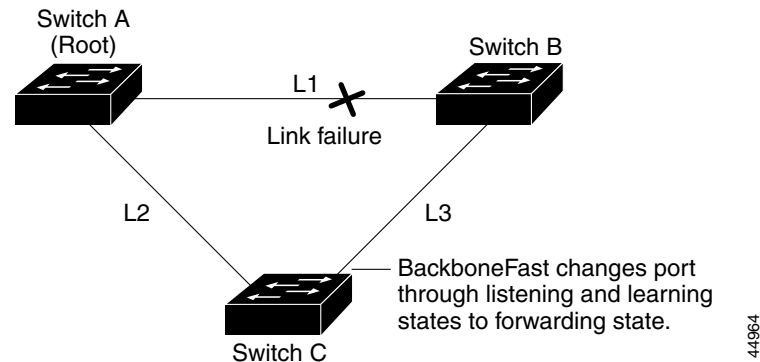 Switch A
(Root)
Switch B
L1
Link failure
L2
L3
BackboneFast changes port
through listening and learning
states to forwarding state.
Switch C
44964